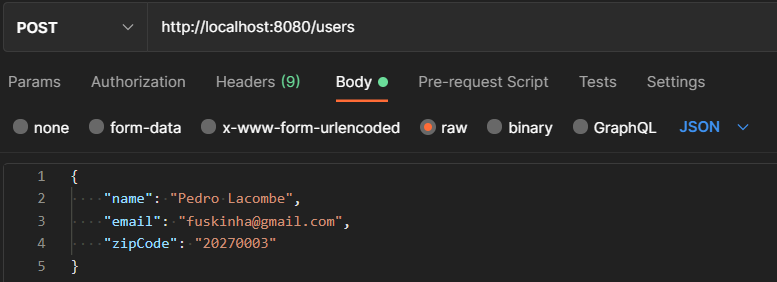 POST http://localhost:8080/users
Params Authorization Headers (9) Body Pre-request Script Tests Settings
none form-data x-www-form-urlencoded raw binary GraphQL JSON
1 {
2 "name": "Pedro Lacombe",
3 "email": "fuskinha@gmail.com",
4 "zipCode": "20270003"
5 }